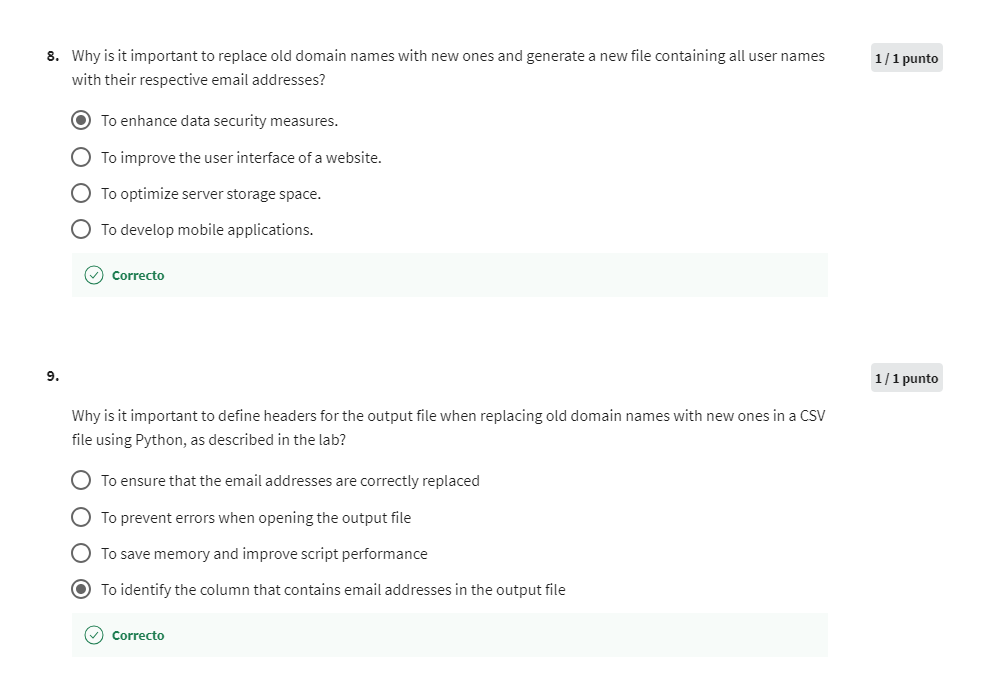 8. Why is it important to replace old domain names with new ones and generate a new file containing all user names
with their respective email addresses?
1 / 1 punto
To enhance data security measures.
To improve the user interface of a website.
To optimize server storage space.
To develop mobile applications.
Correcto
9.
1 / 1 punto
Why is it important to define headers for the output file when replacing old domain names with new ones in a CSV
file using Python, as described in the lab?
To ensure that the email addresses are correctly replaced
To prevent errors when opening the output file
To save memory and improve script performance
To identify the column that contains email addresses in the output file
Correcto